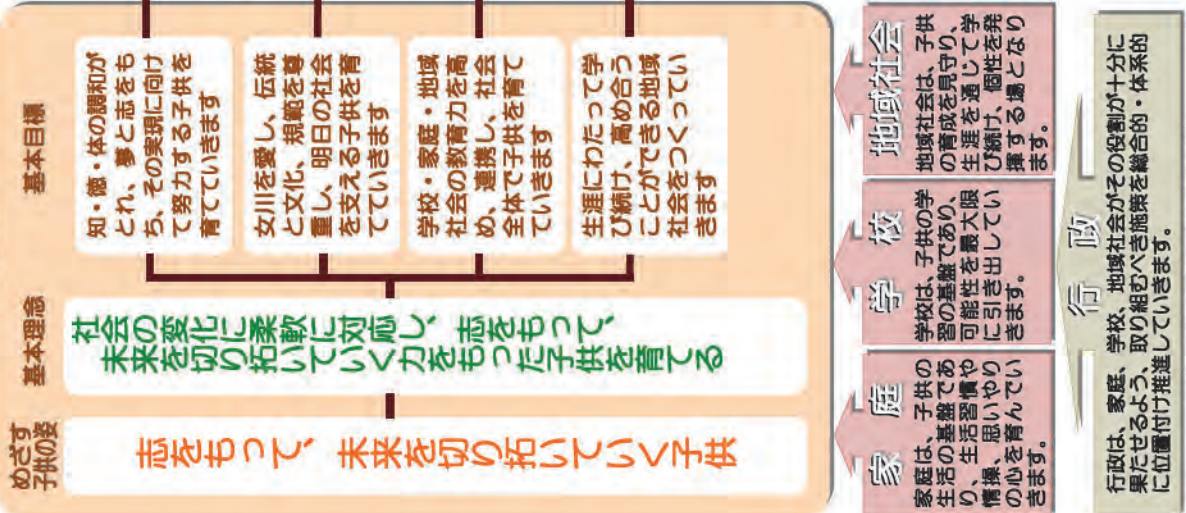 めざす
子供の姿
志をもって、未来を切り拓いていく子供
基本理念
社会の変化に柔軟に対応し、志をもって、
未来を切り拓いていく力をもった子供を育てる
基本目標
知・徳・体の調和が
とれ、夢と志をも
ち、その実現に向け
て努力する子供を
育てていきます
女川を愛し、伝統
と文化、規範を尊
重し、明日の社会
を支える子供を育
てていきます
学校・家庭・地域
社会の教育力を高
め、連携し、社会
全体で子供を育て
ていきます
生涯にわたって学
び続け、高め合う
ことができる地域
社会をつくってい
きます
家庭
家庭は、子供の
生活の基盤であ
り、生活習慣や
情操、思いやり
の心を育んでい
きます。
学校
学校は、子供の学
習の基盤であり、
可能性を最大限
に引き出してい
きます。
地域社会
地域社会は、子供
の育成を見守り、
生涯を通じて学
び続け、個性を発
揮する場となり
ます。
行政
行政は、家庭、学校、地域社会がその役割が十分に
果たせるよう、取り組むべき施策を総合的・体系的
に位置付け推進していきます。